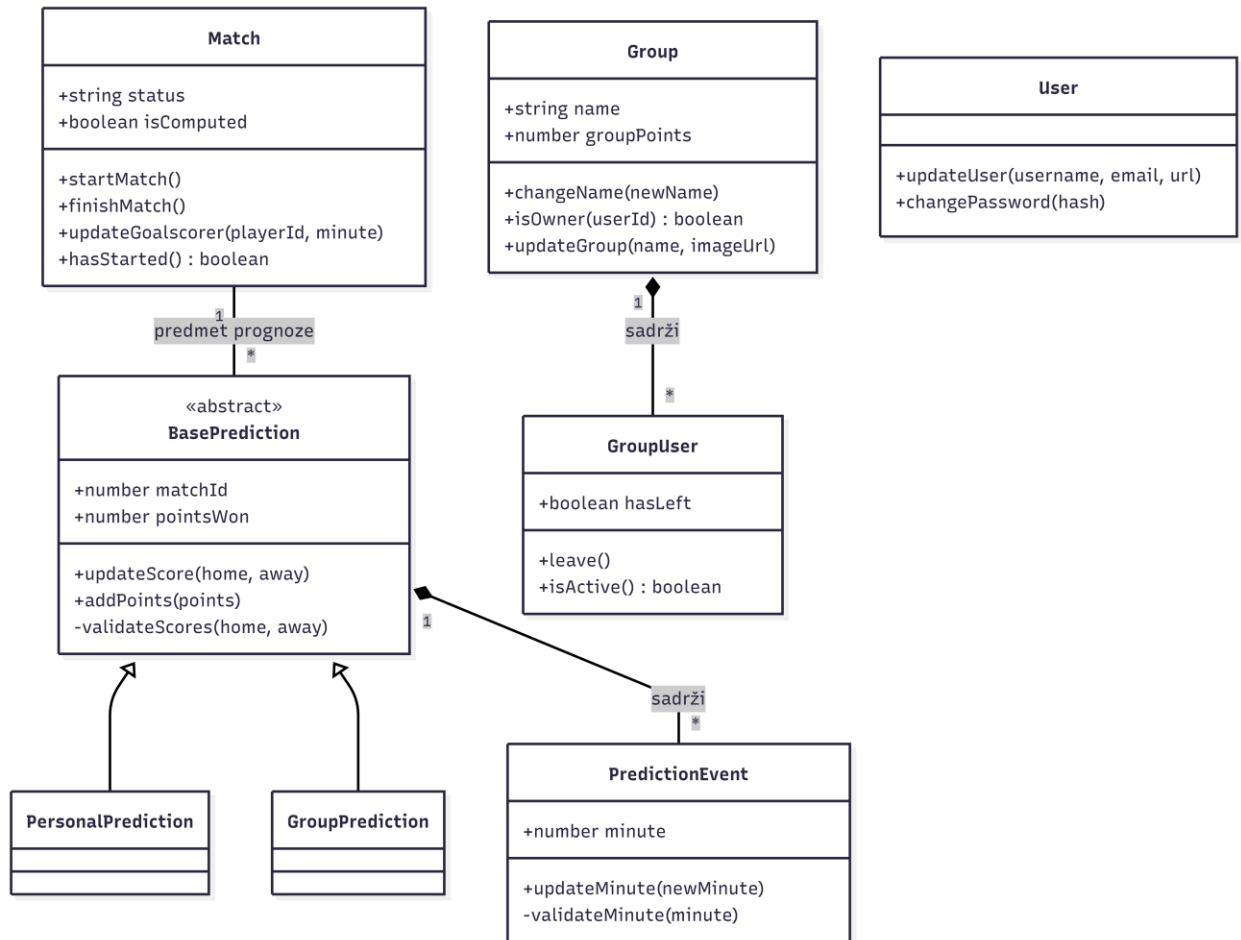 Match
+string status
+boolean isComputed
+startMatch()
+finishMatch()
+updateGoalscorer(playerId, minute)
+hasStarted() : boolean
Group
+string name
+number groupPoints
+changeName(newName)
+isOwner(userId) : boolean
+updateGroup(name, imageUrl)
User
+updateUser(username, email, url)
+changePassword(hash)
1
predmet prognoze
*
1
sadrži
*
«abstract»
BasePrediction
+number matchId
+number pointsWon
+updateScore(home, away)
+addPoints(points)
-validateScores(home, away)
GroupUser
+boolean hasLeft
+leave()
+isActive() : boolean
1
sadrži
*
PersonalPrediction
GroupPrediction
PredictionEvent
+number minute
+updateMinute(newMinute)
-validateMinute(minute)